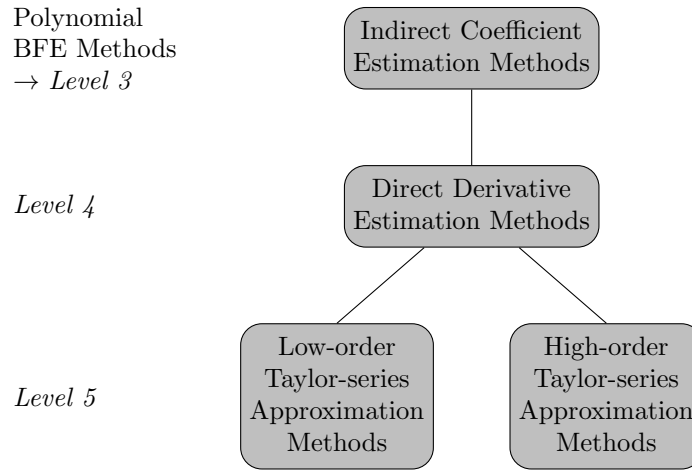 Polynomial
BFE Methods
→ Level 3
Indirect Coefficient
Estimation Methods
Level 4
Direct Derivative
Estimation Methods
Level 5
Low-order
Taylor-series
Approximation
Methods
High-order
Taylor-series
Approximation
Methods